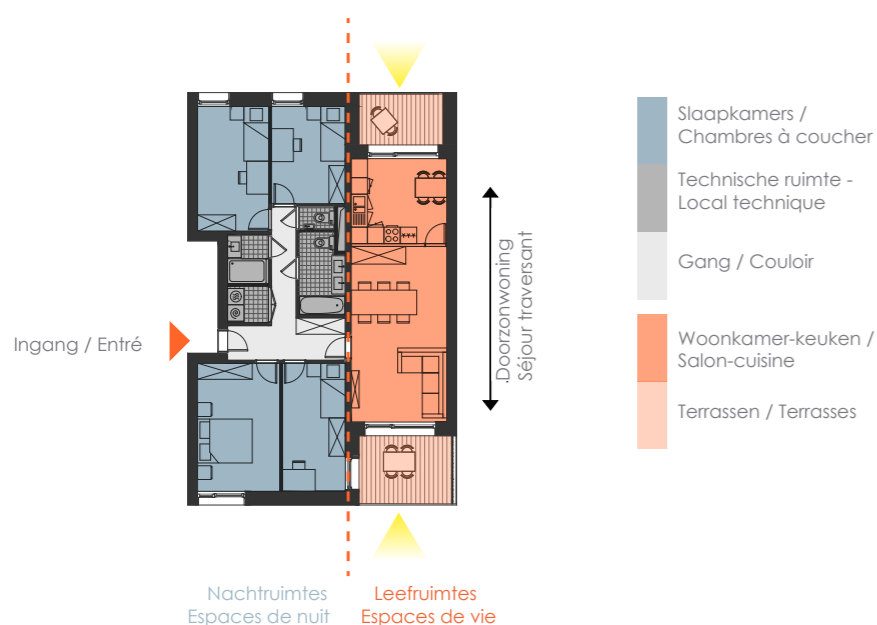 Slaapkamers /
Chambres à coucher
Technische ruimte -
Local technique
Gang / Couloir
Woonkamer-keuken /
Salon-cuisine
Terrassen / Terrasses
Ingang / Entré
.Doorzonwoning
Séjour traversant
Nachtruimtes
Espaces de nuit
Leefruimtes
Espaces de vie